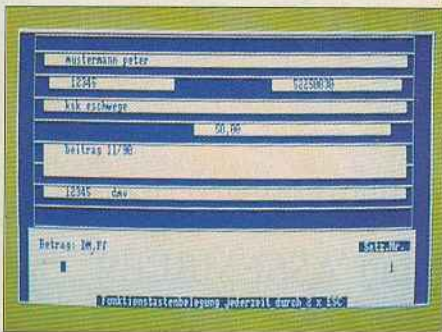 mustermann peter
12345 52250030
ksk eschwege
50,00
beitrag 11/90
12345 dmv
Betrag: DM,Pf Satz.Nr.
1
Funktionstastenbelegung jederzeit durch 2 x ESC